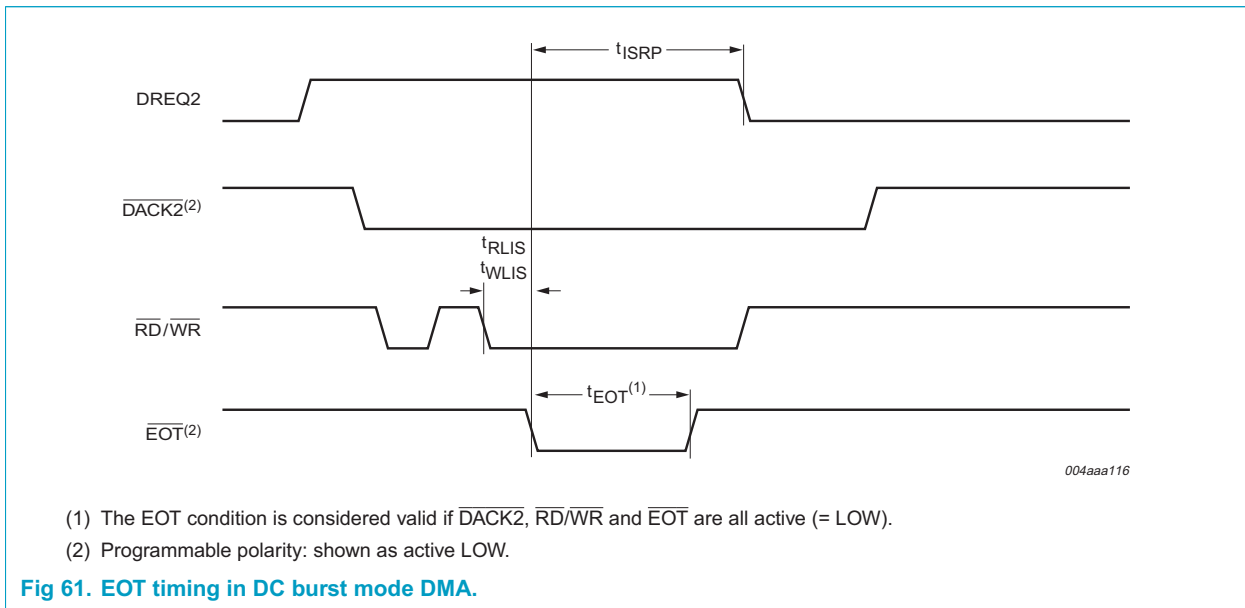 tISRP
DREQ2
DACK2(2)
tRLIS
tWLIS
RD/WR
tEOT(1)
EOT(2)
004aaa116
(1) The EOT condition is considered valid if DACK2, RD/WR and EOT are all active (= LOW).
(2) Programmable polarity: shown as active LOW.
Fig 61. EOT timing in DC burst mode DMA.